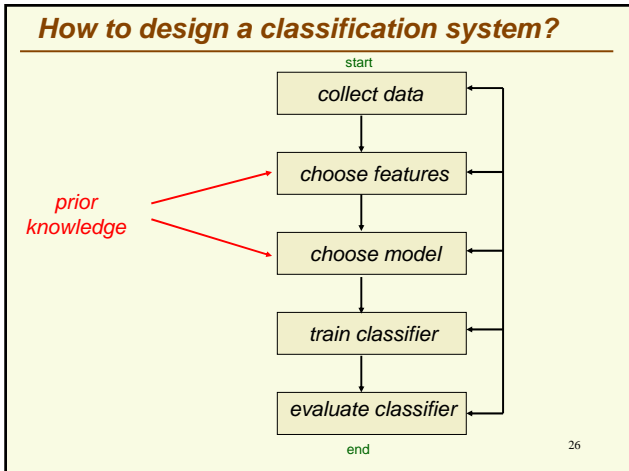 How to design a classification system?
start
collect data
choose features
prior
knowledge
choose model
train classifier
evaluate classifier
end
26